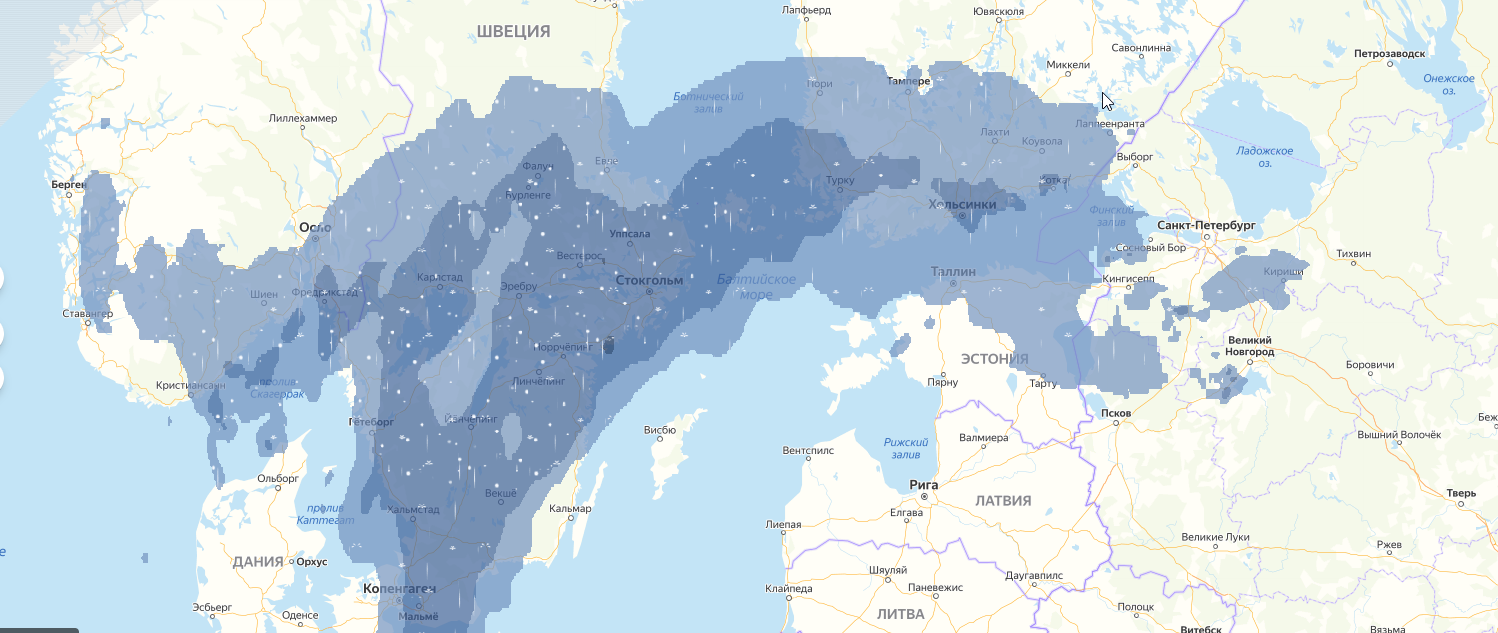 Лапфьерд
Ювяскюля
ШВЕЦИЯ
Савонлинна
Петрозаводск
Миккели
Онежское
оз.
Тампере
Пори
Ботнический
залив
Лиллехаммер
Лаппеенранта
Лахти
Коувола
Ладожское
оз.
Выборг
Евле
Фалун
Берген
Турку
Котка
Бурленге
Хельсинки
Финский
залив
Осло
Санкт-Петербург
Уппсала
Сосновый Бор
Тихвин
Вестерос
Таллин
Кириши
Карлстад
Стокгольм
Балтийское
море
Кингисепп
Эребру
Шиен
Фредрикстад
Ставангер
Великий
Новгород
Норрчёпинг
ЭСТОНИЯ
Боровичи
Линчёпинг
Пярну
Тарту
Кристиансанн
пролив
Скагеррак
Псков
Гётеборг
Йёнчёпинг
Висбю
Валмиера
Вышний Волочёк
Рижский
залив
Вентспилс
Ольборг
Рига
Векшё
Тверь
ЛАТВИЯ
Кальмар
Халмстад
Елгава
пролив
Каттегат
Лиепая
Великие Луки
Ржев
ДАНИЯ
Орхус
Шяуляй
Даугавпилс
Клайпеда
Паневежис
Копенгаген
Эсбьерг
Оденсе
Мальмё
ЛИТВА
Полоцк
Витебск
Вязьма